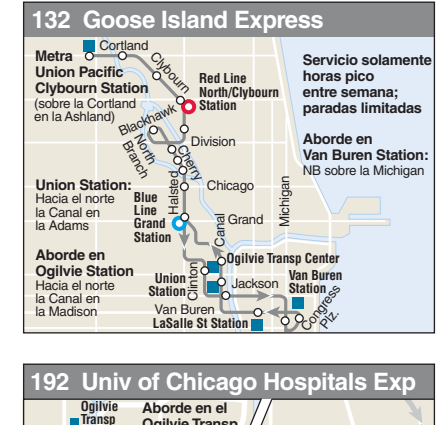 132 Goose Island Express
Cortland
Metra
Union Pacific
Clybourn Station
(sobre la Cortland
en la Ashland)
Clybourn
Red Line
North/Clybourn
Station
Servicio solamente
horas pico
entre semana;
paradas limitadas
Blackhawk
North
Branch
Cherry
Division
Aborde en
Van Buren Station:
NB sobre la Michigan
Union Station:
Hacia el norte
la Canal en
la Adams
Blue
Line
Grand
Station
Halsted
Chicago
Canal
Grand
Michigan
Aborde en
Ogilvie Station
Hacia el norte
la Canal en
la Madison
Ogilvie Transp Center
Union
Station
Clinton
Jackson
Van Buren
Station
Van Buren
LaSalle St Station
Congress
Plz.
192 Univ of Chicago Hospitals Exp
Ogilvie
Transp
Aborde en el
Ogilvie Transp